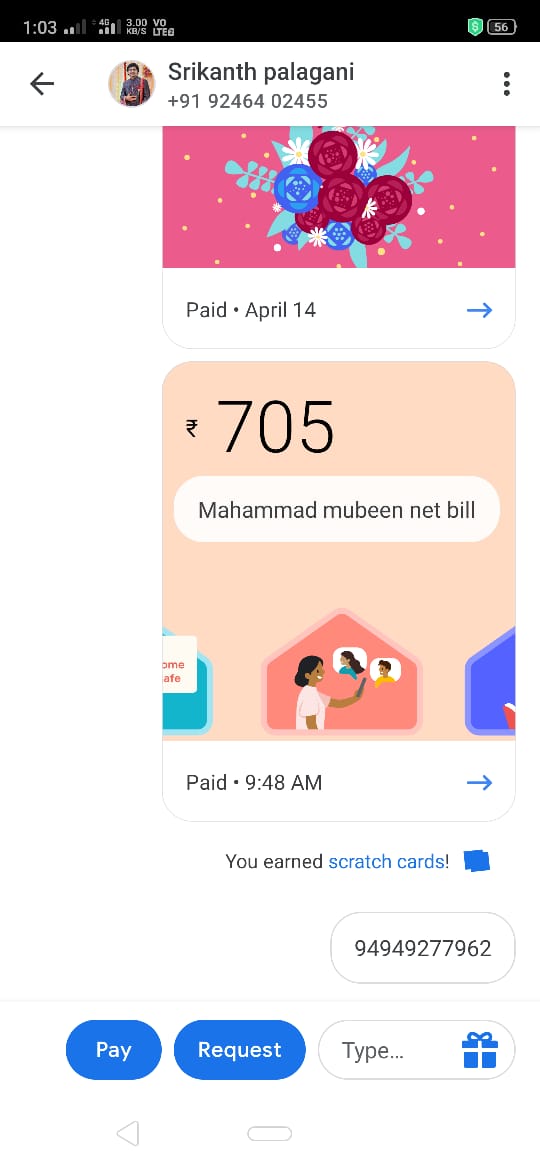 1:03 4G 3.00 KB/S VO LTE2 56
Srikanth palagani
+91 92464 02455
Paid • April 14
₹ 705
Mahammad mubeen net bill
ome
afe
Paid • 9:48 AM
You earned scratch cards!
94949277962
Pay Request Type...